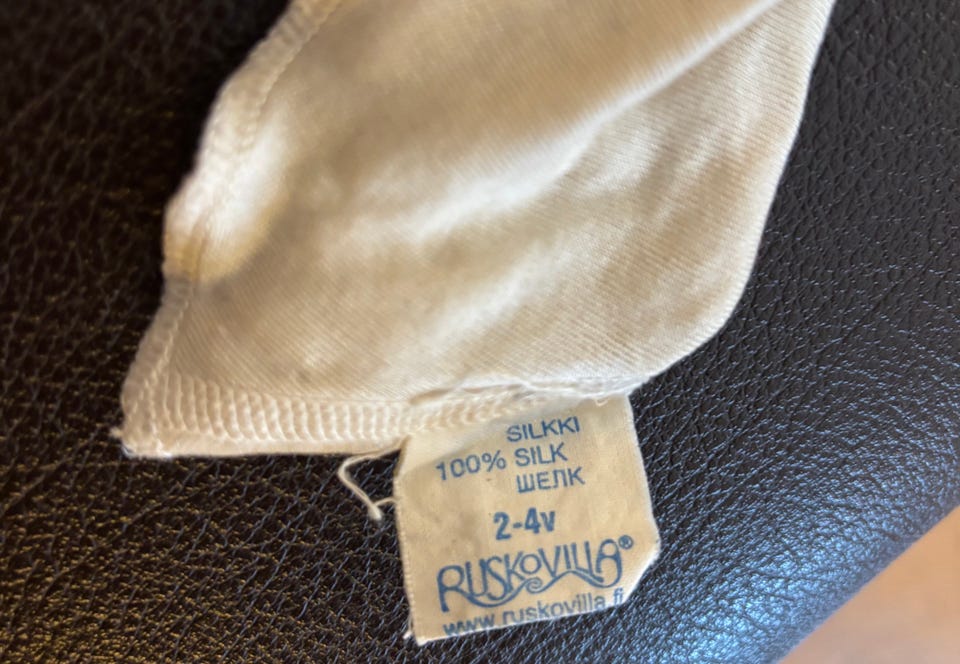 SILKKI
100% SILK
ШЕЛК
2-4v
RUSKOVILLA®
www.ruskovilla.fi